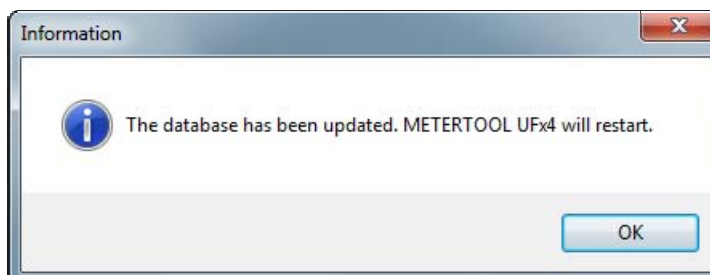 Information
The database has been updated. METERTOOL UFx4 will restart.
OK